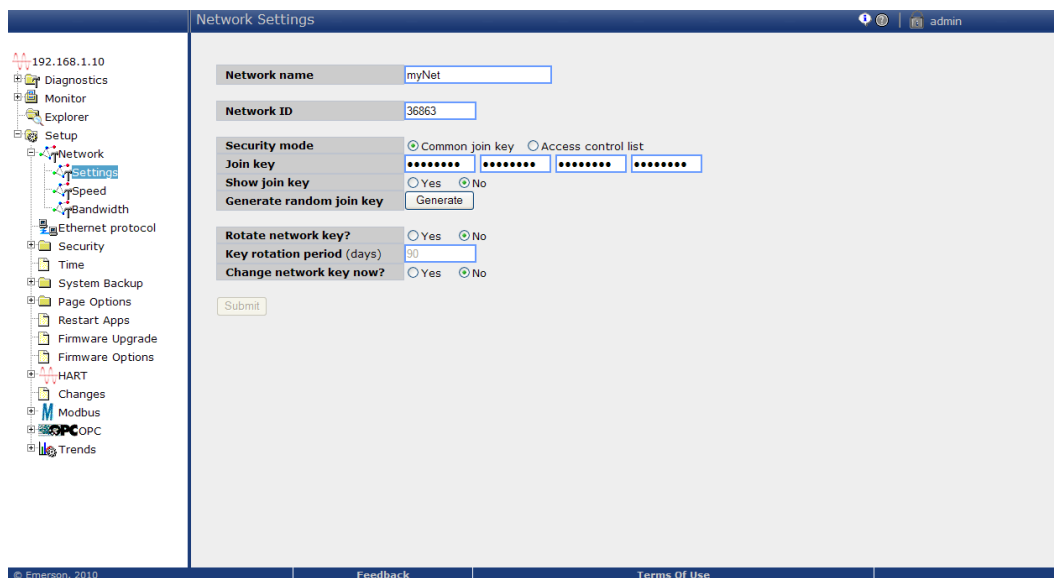 Network Settings
admin
192.168.1.10
Diagnostics
Monitor
Explorer
Setup
Network
Settings
Speed
Bandwidth
Ethernet protocol
Security
Time
System Backup
Page Options
Restart Apps
Firmware Upgrade
Firmware Options
HART
Changes
M Modbus
OPC OPC
Trends
Network name myNet
Network ID 36863
Security mode Common join key Access control list
Join key •••••••• •••••••• •••••••• ••••••••
Show join key Yes No
Generate random join key Generate
Rotate network key? Yes No
Key rotation period (days) 90
Change network key now? Yes No
Submit
© Emerson, 2010 Feedback Terms Of Use